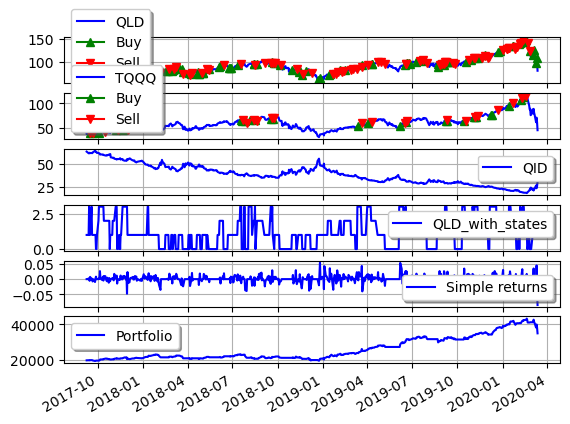 QLD
Buy
Sell
150
100
TQQQ
Buy
Sell
100
50
QID
50
25
QLD_with_states
2.5
0.0
Simple returns
0.05
0.00
−0.05
Portfolio
40000
20000
2017-10
2018-01
2018-04
2018-07
2018-10
2019-01
2019-04
2019-07
2019-10
2020-01
2020-04